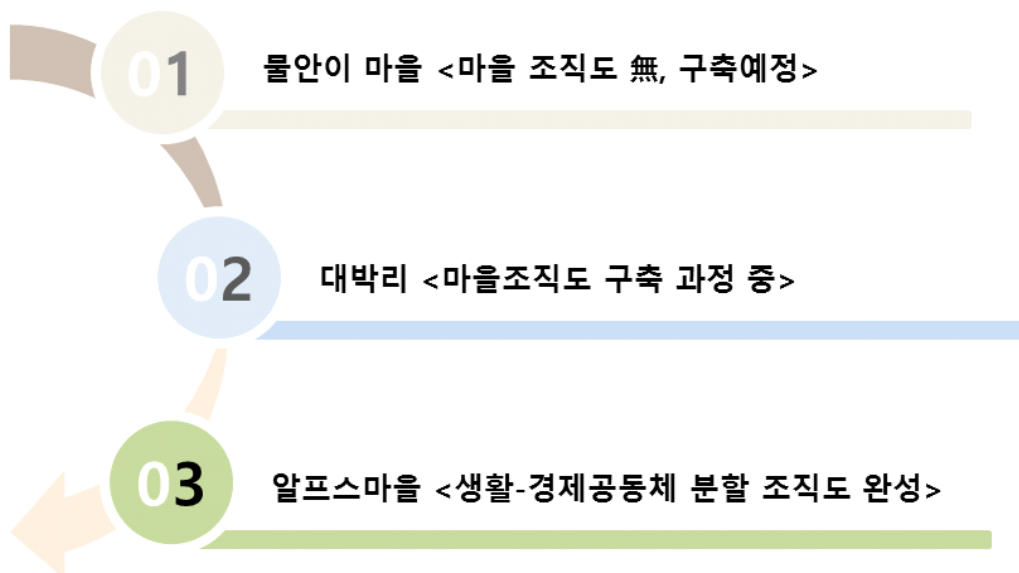 01
물안이 마을 <마을 조직도 無, 구축예정>
02
대박리 <마을조직도 구축 과정 중>
03
알프스마을 <생활-경제공동체 분할 조직도 완성>